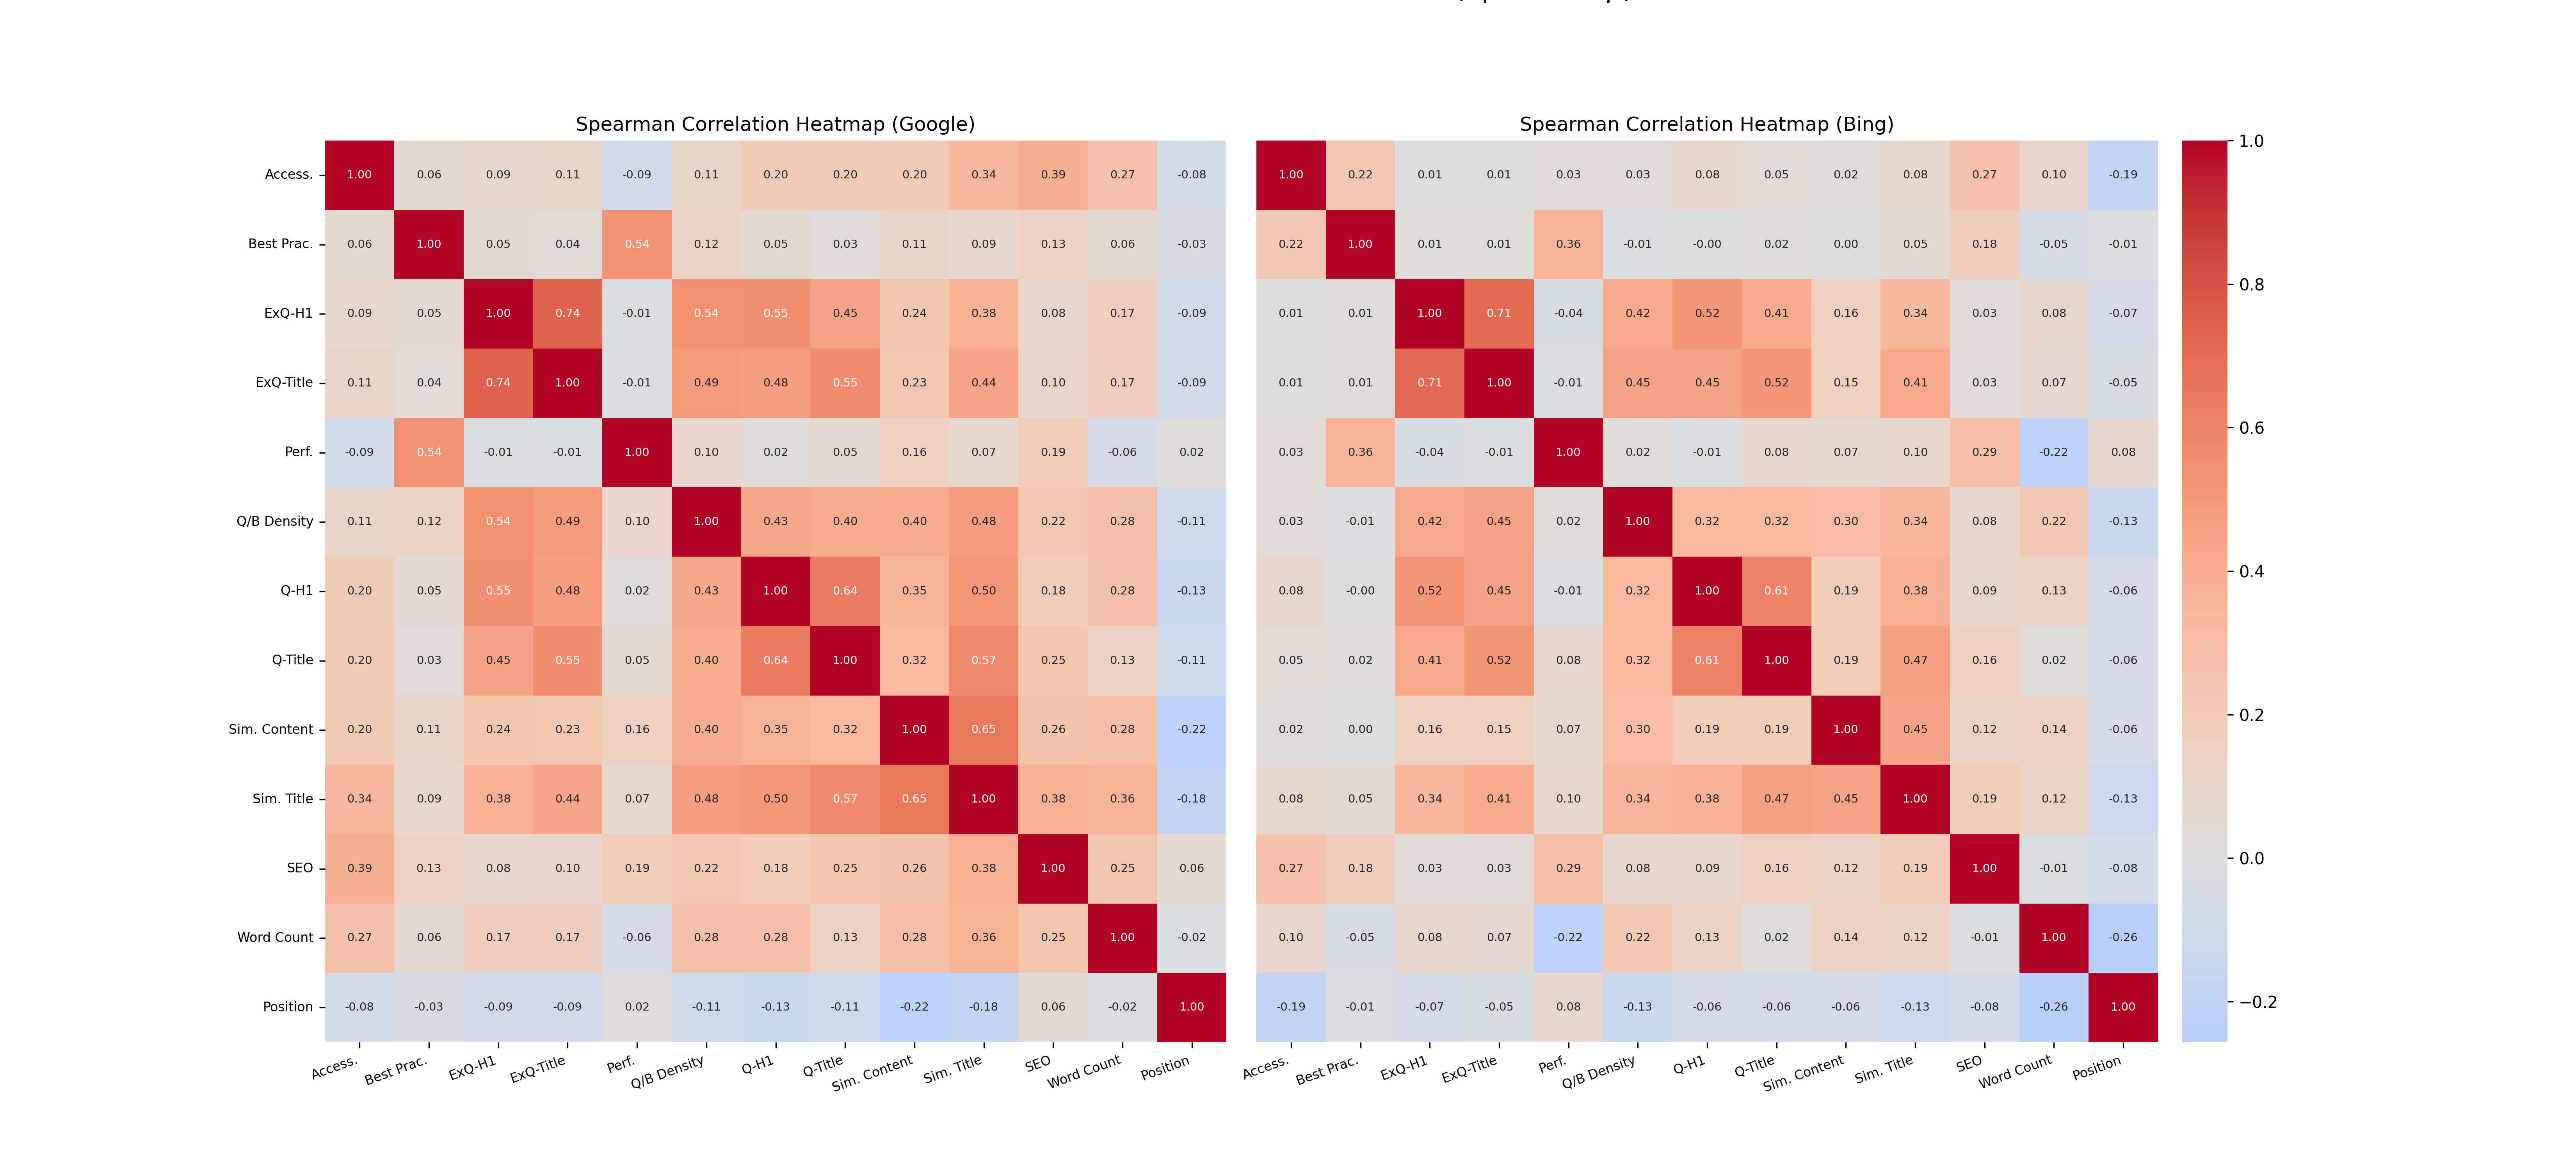 Spearman Correlation Heatmap (Google)
Spearman Correlation Heatmap (Bing)
Access. 1.00 0.06 0.09 0.11 -0.09 0.11 0.20 0.20 0.20 0.34 0.39 0.27 -0.08 1.00 0.22 0.01 0.01 0.03 0.03 0.08 0.05 0.02 0.08 0.27 0.10 -0.19
Best Prac. 0.06 1.00 0.05 0.04 0.54 0.12 0.05 0.03 0.11 0.09 0.13 0.06 -0.03 0.22 1.00 0.01 0.01 0.36 -0.01 -0.00 0.02 0.00 0.05 0.18 -0.05 -0.01
ExQ-H1 0.09 0.05 1.00 0.74 -0.01 0.54 0.55 0.45 0.24 0.38 0.08 0.17 -0.09 0.01 0.01 1.00 0.71 -0.04 0.42 0.52 0.41 0.16 0.34 0.03 0.08 -0.07
ExQ-Title 0.11 0.04 0.74 1.00 -0.01 0.49 0.48 0.55 0.23 0.44 0.10 0.17 -0.09 0.01 0.01 0.71 1.00 -0.01 0.45 0.45 0.52 0.15 0.41 0.03 0.07 -0.05
Perf. -0.09 0.54 -0.01 -0.01 1.00 0.10 0.02 0.05 0.16 0.07 0.19 -0.06 0.02 0.03 0.36 -0.04 -0.01 1.00 0.02 -0.01 0.08 0.07 0.10 0.29 -0.22 0.08
Q/B Density 0.11 0.12 0.54 0.49 0.10 1.00 0.43 0.40 0.40 0.48 0.22 0.28 -0.11 0.03 -0.01 0.42 0.45 0.02 1.00 0.32 0.32 0.30 0.34 0.08 0.22 -0.13
Q-H1 0.20 0.05 0.55 0.48 0.02 0.43 1.00 0.64 0.35 0.50 0.18 0.28 -0.13 0.08 -0.00 0.52 0.45 -0.01 0.32 1.00 0.61 0.19 0.38 0.09 0.13 -0.06
Q-Title 0.20 0.03 0.45 0.55 0.05 0.40 0.64 1.00 0.32 0.57 0.25 0.13 -0.11 0.05 0.02 0.41 0.52 0.08 0.32 0.61 1.00 0.19 0.47 0.16 0.02 -0.06
Sim. Content 0.20 0.11 0.24 0.23 0.16 0.40 0.35 0.32 1.00 0.65 0.26 0.28 -0.22 0.02 0.00 0.16 0.15 0.07 0.30 0.19 0.19 1.00 0.45 0.12 0.14 -0.06
Sim. Title 0.34 0.09 0.38 0.44 0.07 0.48 0.50 0.57 0.65 1.00 0.38 0.36 -0.18 0.08 0.05 0.34 0.41 0.10 0.34 0.38 0.47 0.45 1.00 0.19 0.12 -0.13
SEO 0.39 0.13 0.08 0.10 0.19 0.22 0.18 0.25 0.26 0.38 1.00 0.25 0.06 0.27 0.18 0.03 0.03 0.29 0.08 0.09 0.16 0.12 0.19 1.00 -0.01 -0.08
Word Count 0.27 0.06 0.17 0.17 -0.06 0.28 0.28 0.13 0.28 0.36 0.25 1.00 -0.02 0.10 -0.05 0.08 0.07 -0.22 0.22 0.13 0.02 0.14 0.12 -0.01 1.00 -0.26
Position -0.08 -0.03 -0.09 -0.09 0.02 -0.11 -0.13 -0.11 -0.22 -0.18 0.06 -0.02 1.00 -0.19 -0.01 -0.07 -0.05 0.08 -0.13 -0.06 -0.06 -0.06 -0.13 -0.08 -0.26 1.00
Access. Best Prac. ExQ-H1 ExQ-Title Perf. Q/B Density Q-H1 Q-Title Sim. Content Sim. Title SEO Word Count Position
Access. Best Prac. ExQ-H1 ExQ-Title Perf. Q/B Density Q-H1 Q-Title Sim. Content Sim. Title SEO Word Count Position
1.0
0.8
0.6
0.4
0.2
0.0
−0.2